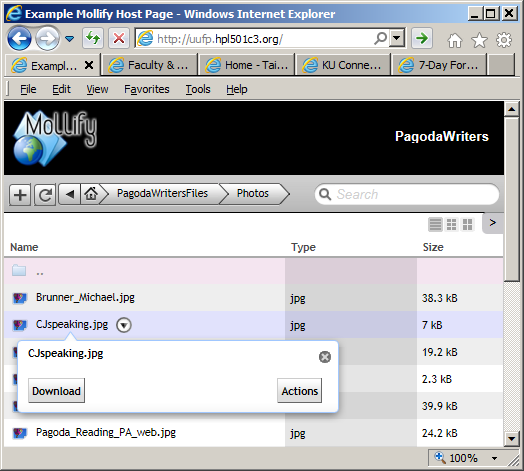 Example Mollify Host Page - Windows Internet Explorer
http://uufp.hpl501c3.org/
Exampl... Faculty & ... Home - Tai... KU Conne... 7-Day For...
File Edit View Favorites Tools Help
Mollify
PagodaWriters
PagodaWritersFiles Photos Search
>
Name Type Size
..
Brunner_Michael.jpg jpg 38.3 kB
CJspeaking.jpg jpg 7 kB
19.2 kB
CJspeaking.jpg
2.3 kB
Download Actions
39.9 kB
Pagoda_Reading_PA_web.jpg jpg 24.2 kB
100%